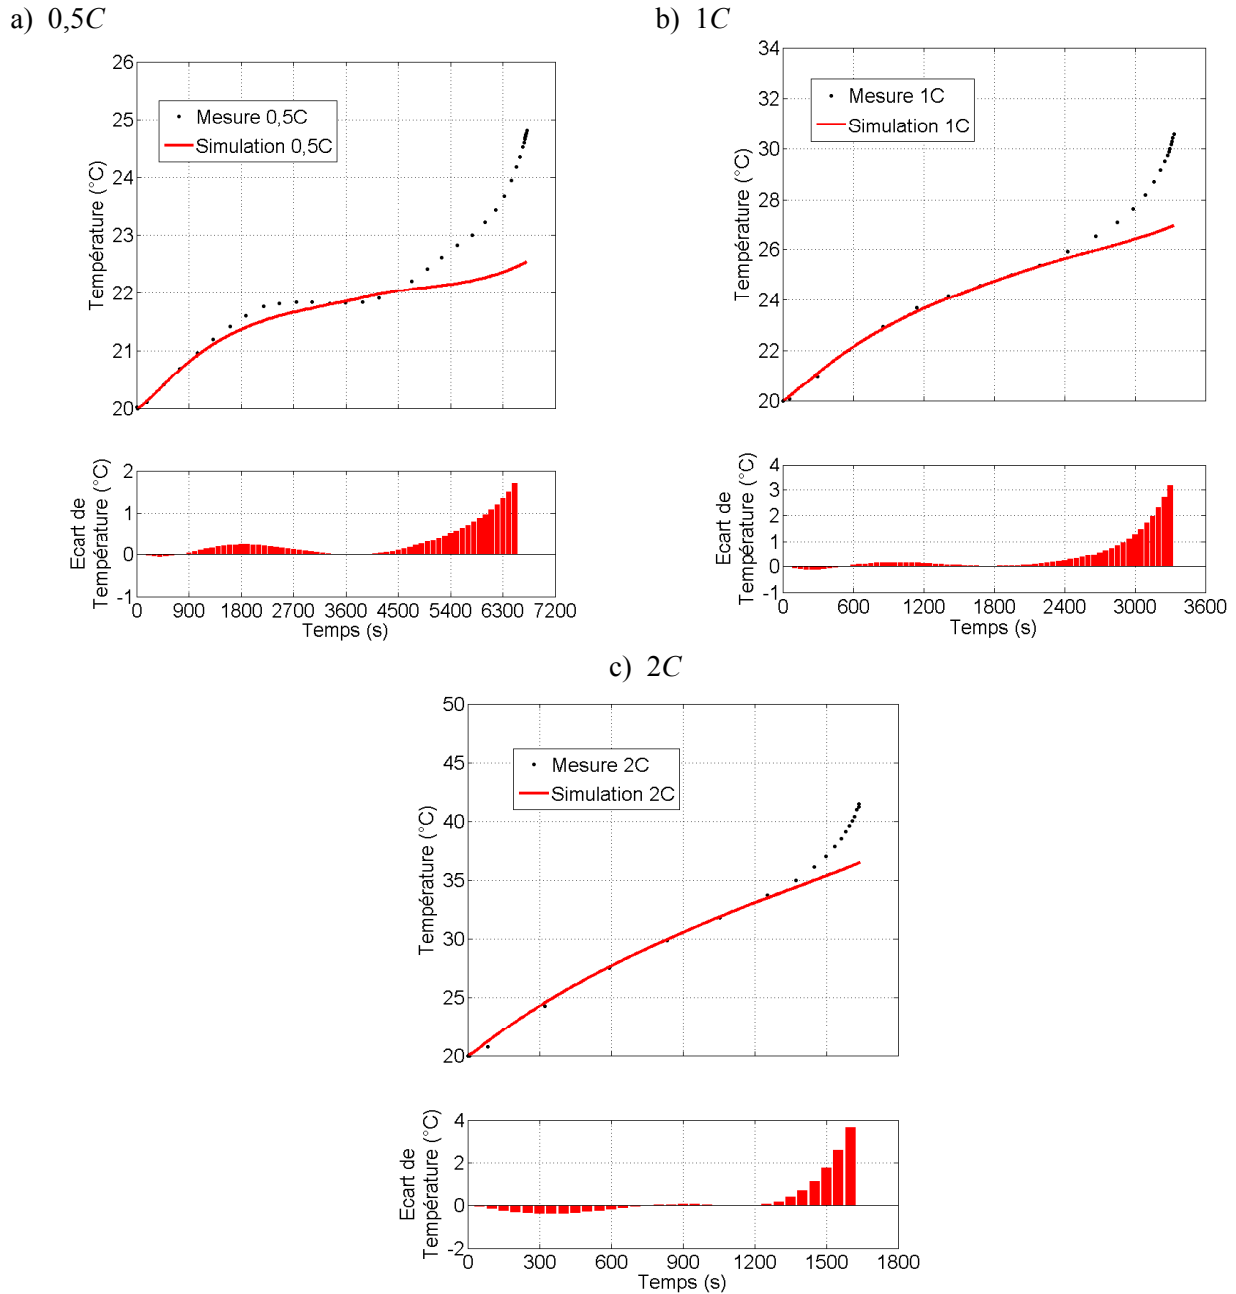 a) 0,5C
26
25
24
23
22
21
20
Température (°C)
Mesure 0,5C
Simulation 0,5C
2
1
0
-1
Ecart de
Température (°C)
0 900 1800 2700 3600 4500 5400 6300 7200
Temps (s)
b) 1C
34
32
30
28
26
24
22
20
Température (°C)
Mesure 1C
Simulation 1C
4
3
2
1
0
-1
Ecart de
Température (°C)
0 600 1200 1800 2400 3000 3600
Temps (s)
c) 2C
50
45
40
35
30
25
20
Température (°C)
Mesure 2C
Simulation 2C
4
2
0
-2
Ecart de
Température (°C)
0 300 600 900 1200 1500 1800
Temps (s)